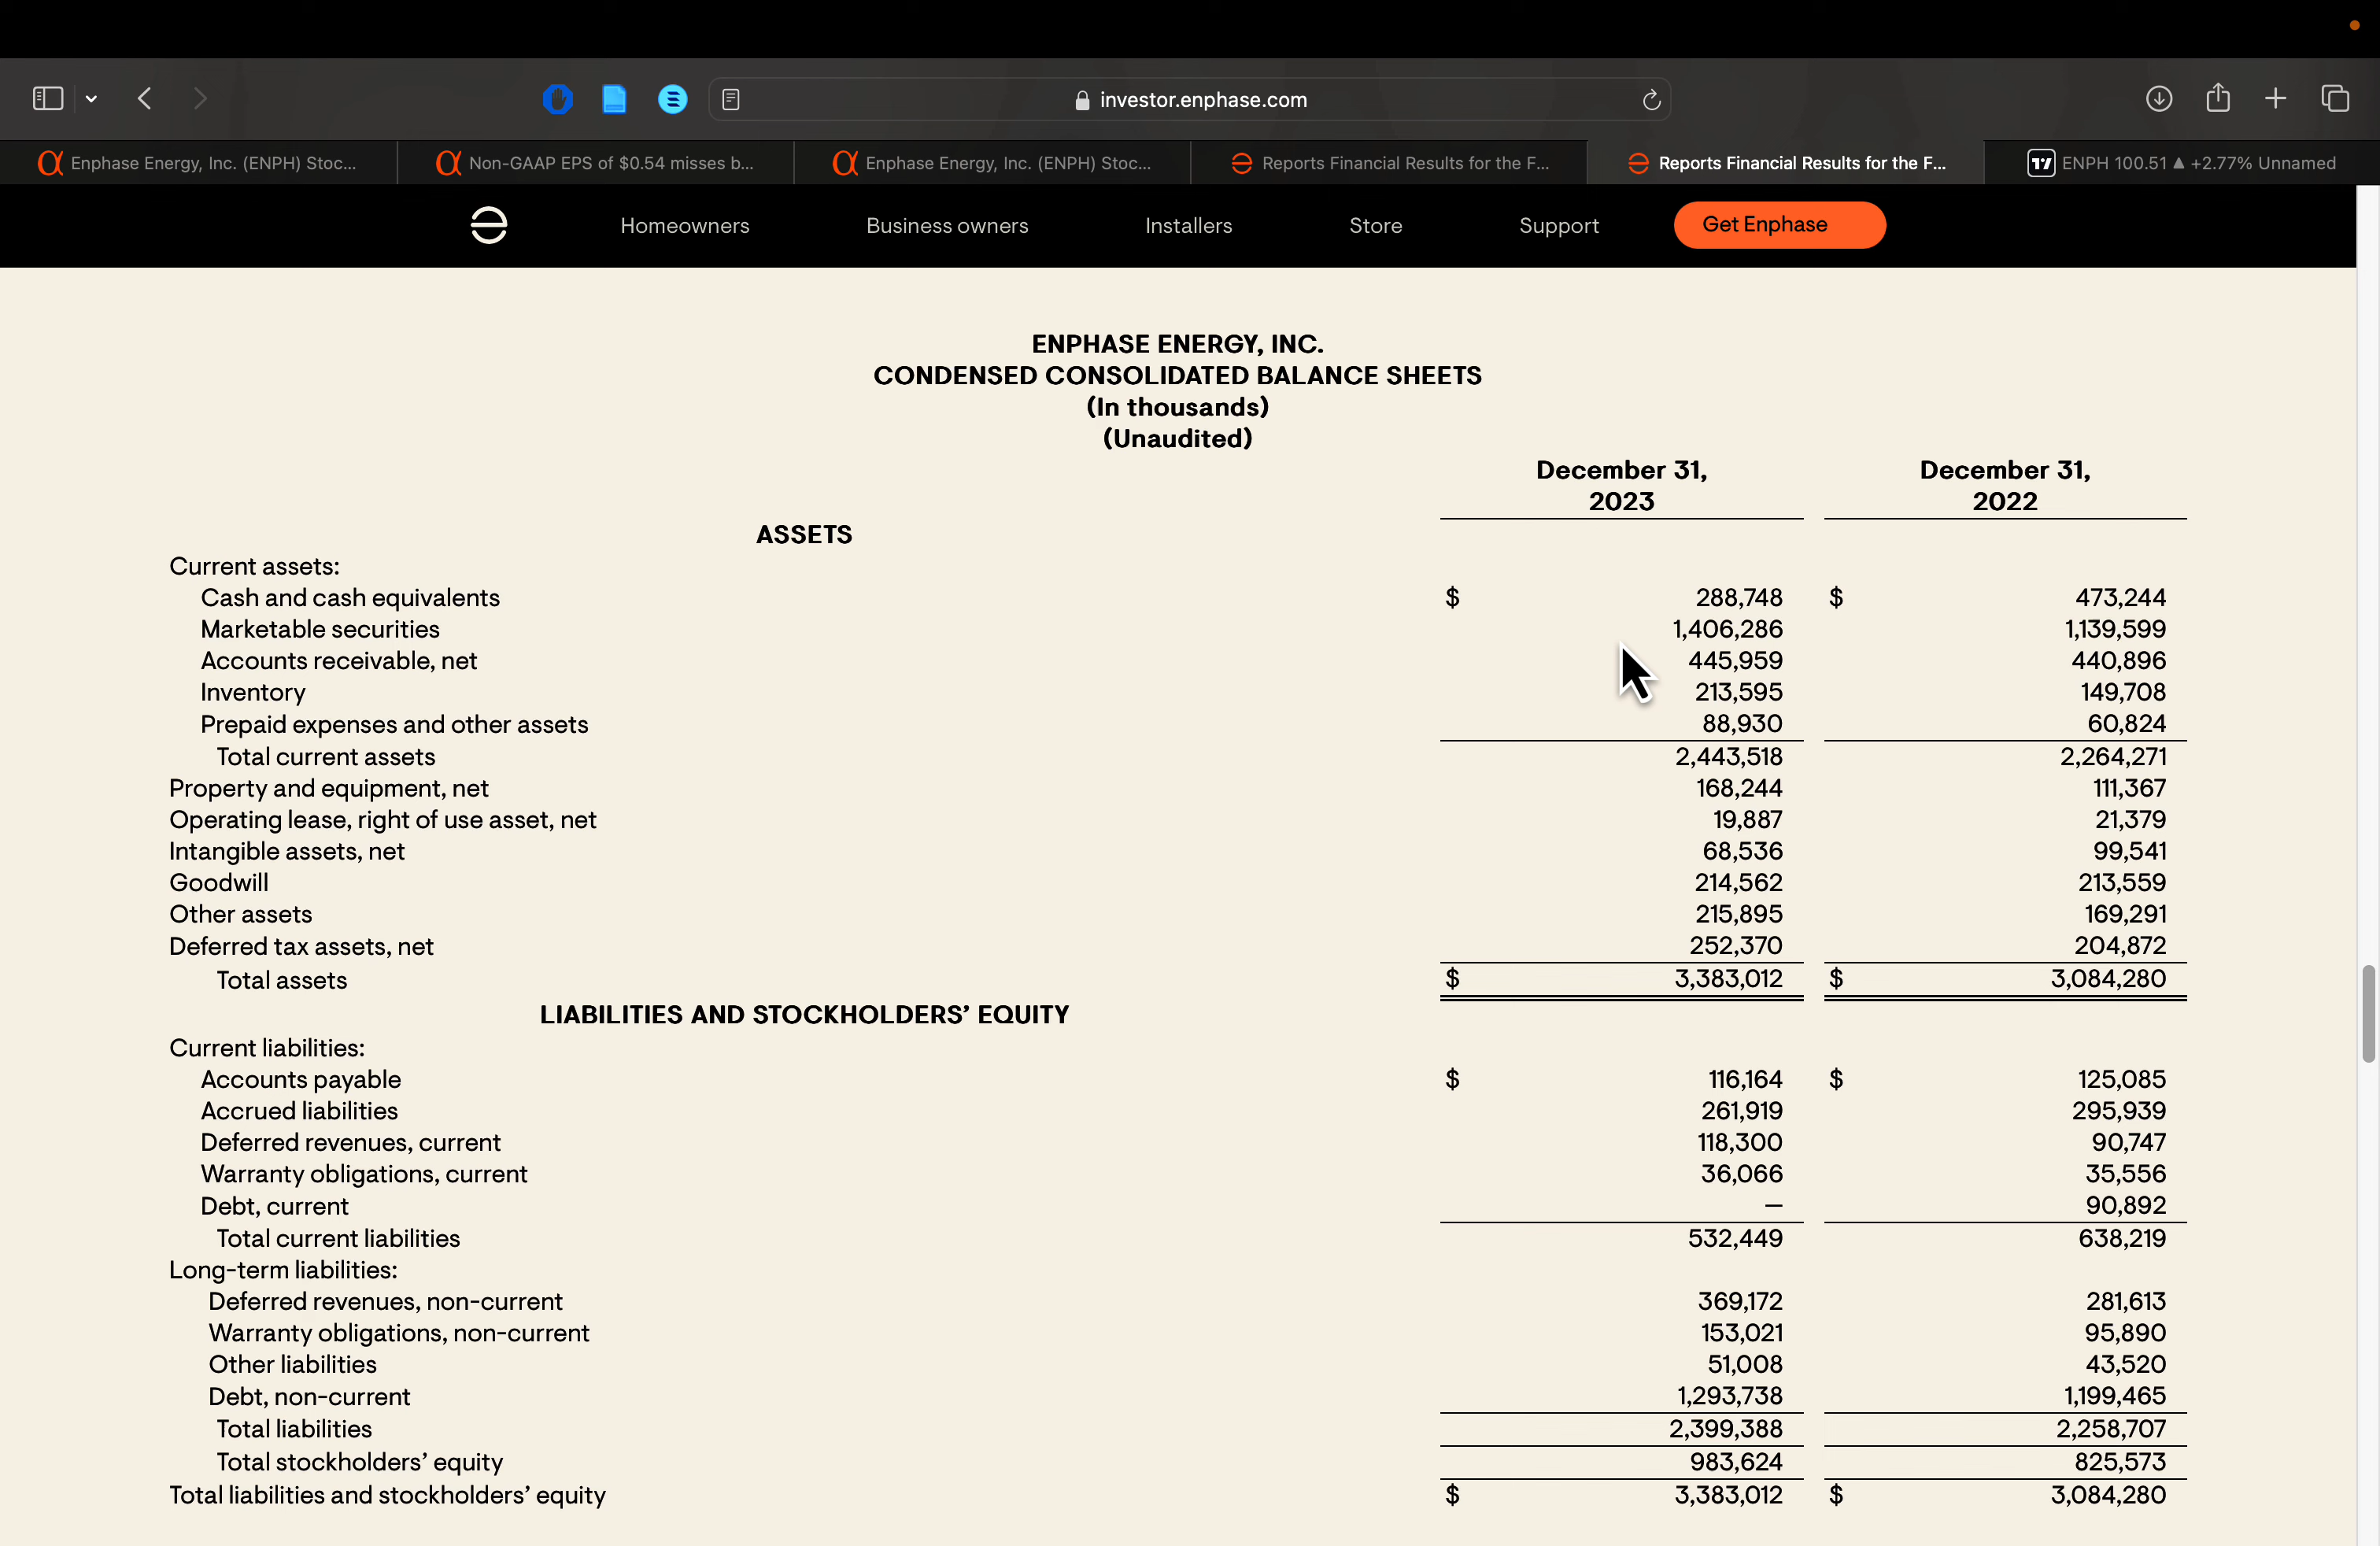 investor.enphase.com
Enphase Energy, Inc. (ENPH) Stoc...
Non-GAAP EPS of $0.54 misses b...
Enphase Energy, Inc. (ENPH) Stoc...
Reports Financial Results for the F...
Reports Financial Results for the F...
ENPH 100.51 ▲ +2.77% Unnamed
Homeowners
Business owners
Installers
Store
Support
Get Enphase
ENPHASE ENERGY, INC.
CONDENSED CONSOLIDATED BALANCE SHEETS
(In thousands)
(Unaudited)
December 31, 2023 December 31, 2022
ASSETS
Current assets:
Cash and cash equivalents $ 288,748 $ 473,244
Marketable securities 1,406,286 1,139,599
Accounts receivable, net 445,959 440,896
Inventory 213,595 149,708
Prepaid expenses and other assets 88,930 60,824
Total current assets 2,443,518 2,264,271
Property and equipment, net 168,244 111,367
Operating lease, right of use asset, net 19,887 21,379
Intangible assets, net 68,536 99,541
Goodwill 214,562 213,559
Other assets 215,895 169,291
Deferred tax assets, net 252,370 204,872
Total assets $ 3,383,012 $ 3,084,280
LIABILITIES AND STOCKHOLDERS’ EQUITY
Current liabilities:
Accounts payable $ 116,164 $ 125,085
Accrued liabilities 261,919 295,939
Deferred revenues, current 118,300 90,747
Warranty obligations, current 36,066 35,556
Debt, current — 90,892
Total current liabilities 532,449 638,219
Long-term liabilities:
Deferred revenues, non-current 369,172 281,613
Warranty obligations, non-current 153,021 95,890
Other liabilities 51,008 43,520
Debt, non-current 1,293,738 1,199,465
Total liabilities 2,399,388 2,258,707
Total stockholders’ equity 983,624 825,573
Total liabilities and stockholders’ equity $ 3,383,012 $ 3,084,280